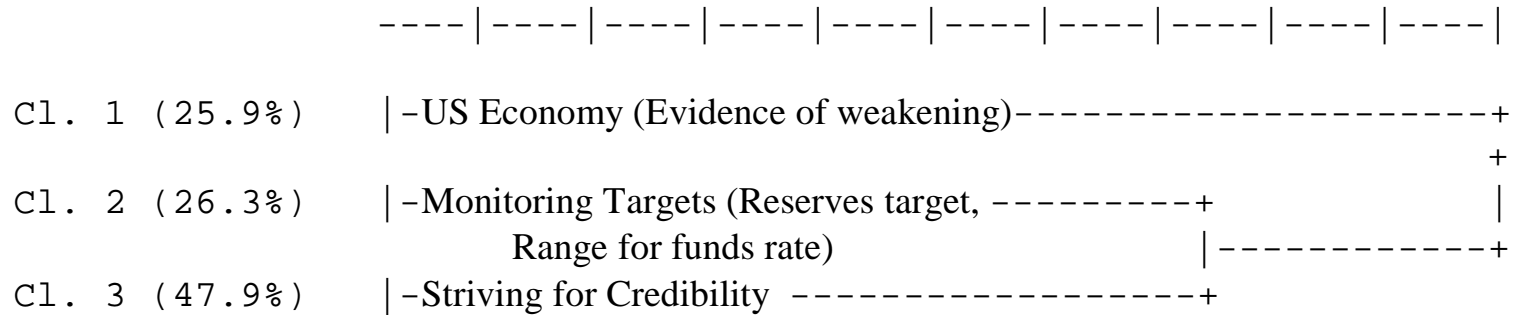 ----|----|----|----|----|----|----|----|----|----|
Cl. 1 (25.9%) |-US Economy (Evidence of weakening)---------------------+
+
Cl. 2 (26.3%) |-Monitoring Targets (Reserves target, ---------+ |
Range for funds rate) |------------+
Cl. 3 (47.9%) |-Striving for Credibility ------------------+